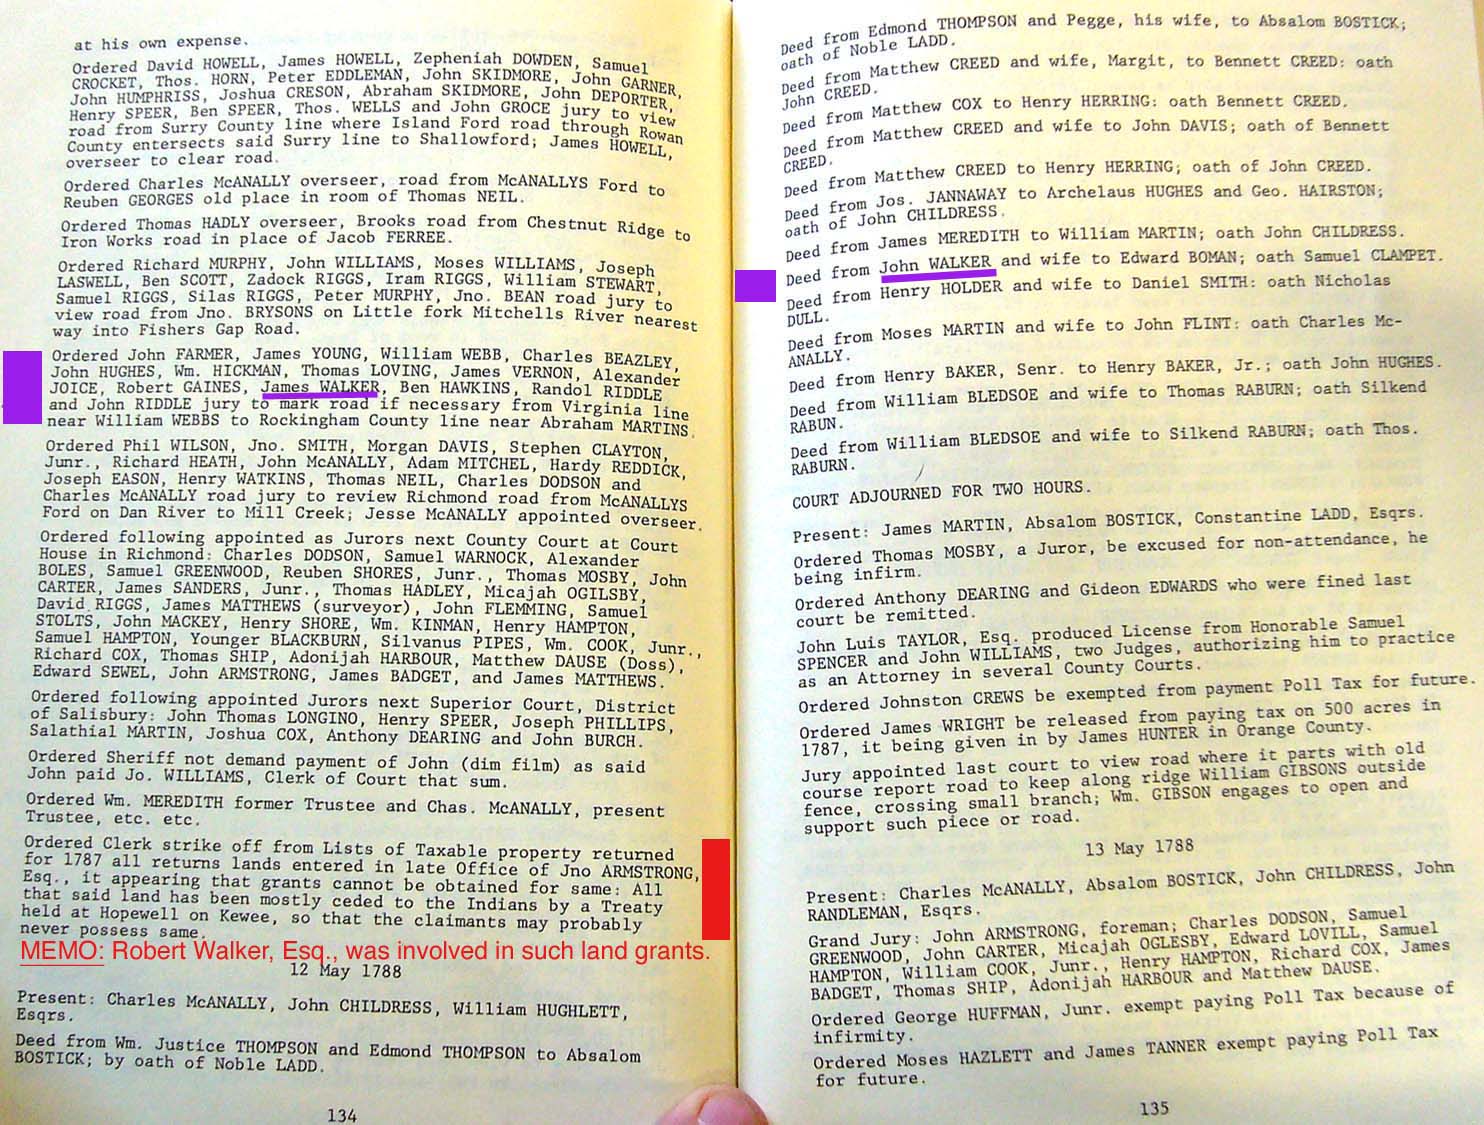 at his own expense.
Ordered David HOWELL, James HOWELL, Zepheniah DOWDEN, Samuel
CROCKET, Thos. HORN, Peter EDDLEMAN, John SKIDMORE, John GARNER,
John HUMPHRISS, Joshua CRESON, Abraham SKIDMORE, John DEPORTER,
Henry SPEER, Ben SPEER, Thos. WELLS and John GROCE jury to view
road from Surry County line where Island Ford road through Rowan
County entersects said Surry line to Shallowford; James HOWELL,
overseer to clear road.
Ordered Charles McANALLY overseer, road from McANALLYS Ford to
Reuben GEORGES old place in room of Thomas NEIL.
Ordered Thomas HADLY overseer, Brooks road from Chestnut Ridge to
Iron Works road in place of Jacob FERREE.
Ordered Richard MURPHY, John WILLIAMS, Moses WILLIAMS, Joseph
LASWELL, Ben SCOTT, Zadock RIGGS, Iram RIGGS, William STEWART,
Samuel RIGGS, Silas RIGGS, Peter MURPHY, Jno. BEAN road jury to
view road from Jno. BRYSONS on Little fork Mitchells River nearest
way into Fishers Gap Road.
Ordered John FARMER, James YOUNG, William WEBB, Charles BEAZLEY,
John HUGHES, Wm. HICKMAN, Thomas LOVING, James VERNON, Alexander
JOICE, Robert GAINES, James WALKER, Ben HAWKINS, Randol RIDDLE
and John RIDDLE jury to mark road if necessary from Virginia line
near William WEBBS to Rockingham County line near Abraham MARTINS.
Ordered Phil WILSON, Jno. SMITH, Morgan DAVIS, Stephen CLAYTON,
Junr., Richard HEATH, John McANALLY, Adam MITCHEL, Hardy REDDICK,
Joseph EASON, Henry WATKINS, Thomas NEIL, Charles DODSON and
Charles McANALLY road jury to review Richmond road from McANALLYS
Ford on Dan River to Mill Creek; Jesse McANALLY appointed overseer.
Ordered following appointed as Jurors next County Court at Court
House in Richmond: Charles DODSON, Samuel WARNOCK, Alexander
BOLES, Samuel GREENWOOD, Reuben SHORES, Junr., Thomas MOSBY, John
CARTER, James SANDERS, Junr., Thomas HADLEY, Micajah OGILSBY,
David RIGGS, James MATTHEWS (surveyor), John FLEMMING, Samuel
STOLTS, John MACKEY, Henry SHORE, Wm. KINMAN, Henry HAMPTON,
Samuel HAMPTON, Younger BLACKBURN, Silvanus PIPES, Wm. COOK, Junr.,
Richard COX, Thomas SHIP, Adonijah HARBOUR, Matthew DAUSE (Doss),
Edward SEWEL, John ARMSTRONG, James BADGET, and James MATTHEWS.
Ordered following appointed Jurors next Superior Court, District
of Salisbury: John Thomas LONGINO, Henry SPEER, Joseph PHILLIPS,
Salathial MARTIN, Joshua COX, Anthony DEARING and John BURCH.
Ordered Sheriff not demand payment of John (dim film) as said
John paid Jo. WILLIAMS, Clerk of Court that sum.
Ordered Wm. MEREDITH former Trustee and Chas. McANALLY, present
Trustee, etc. etc.
Ordered Clerk strike off from Lists of Taxable property returned
for 1787 all returns lands entered in late Office of Jno ARMSTRONG,
Esq., it appearing that grants cannot be obtained for same: All
that said land has been mostly ceded to the Indians by a Treaty
held at Hopewell on Kewee, so that the claimants may probably
never possess same.
MEMO: Robert Walker, Esq., was involved in such land grants.
12 May 1788
Present: Charles McANALLY, John CHILDRESS, William HUGHLETT,
Esqrs.
Deed from Wm. Justice THOMPSON and Edmond THOMPSON to Absalom
BOSTICK; by oath of Noble LADD.
134
Deed from Edmond THOMPSON and Pegge, his wife, to Absalom BOSTICK;
oath of Noble LADD.
Deed from Matthew CREED and wife, Margit, to Bennett CREED: oath
John CREED.
Deed from Matthew COX to Henry HERRING: oath Bennett CREED.
Deed from Matthew CREED and wife to John DAVIS; oath of Bennett
CREED.
Deed from Matthew CREED to Henry HERRING; oath of John CREED.
Deed from Jos. JANNAWAY to Archelaus HUGHES and Geo. HAIRSTON;
oath of John CHILDRESS.
Deed from James MEREDITH to William MARTIN; oath John CHILDRESS.
Deed from John WALKER and wife to Edward BOMAN; oath Samuel CLAMPET.
Deed from Henry HOLDER and wife to Daniel SMITH: oath Nicholas
DULL.
Deed from Moses MARTIN and wife to John FLINT: oath Charles Mc-
ANALLY.
Deed from Henry BAKER, Senr. to Henry BAKER, Jr.; oath John HUGHES.
Deed from William BLEDSOE and wife to Thomas RABURN; oath Silkend
RABUN.
Deed from William BLEDSOE and wife to Silkend RABURN; oath Thos.
RABURN.
COURT ADJOURNED FOR TWO HOURS.
Present: James MARTIN, Absalom BOSTICK, Constantine LADD, Esqrs.
Ordered Thomas MOSBY, a Juror, be excused for non-attendance, he
being infirm.
Ordered Anthony DEARING and Gideon EDWARDS who were fined last
court be remitted.
John Luis TAYLOR, Esq. produced License from Honorable Samuel
SPENCER and John WILLIAMS, two Judges, authorizing him to practice
as an Attorney in several County Courts.
Ordered Johnston CREWS be exempted from payment Poll Tax for future.
Ordered James WRIGHT be released from paying tax on 500 acres in
1787, it being given in by James HUNTER in Orange County.
Jury appointed last court to view road where it parts with old
course report road to keep along ridge William GIBSONS outside
fence, crossing small branch; Wm. GIBSON engages to open and
support such piece or road.
13 May 1788
Present: Charles McANALLY, Absalom BOSTICK, John CHILDRESS, John
RANDLEMAN, Esqrs.
Grand Jury: John ARMSTRONG, foreman; Charles DODSON, Samuel
GREENWOOD, John CARTER, Micajah OGLESBY, Edward LOVILL, Samuel
HAMPTON, William COOK, Junr., Henry HAMPTON, Richard COX, James
BADGET, Thomas SHIP, Adonijah HARBOUR and Matthew DAUSE.
Ordered George HUFFMAN, Junr. exempt paying Poll Tax because of
infirmity.
Ordered Moses HAZLETT and James TANNER exempt paying Poll Tax
for future.
135